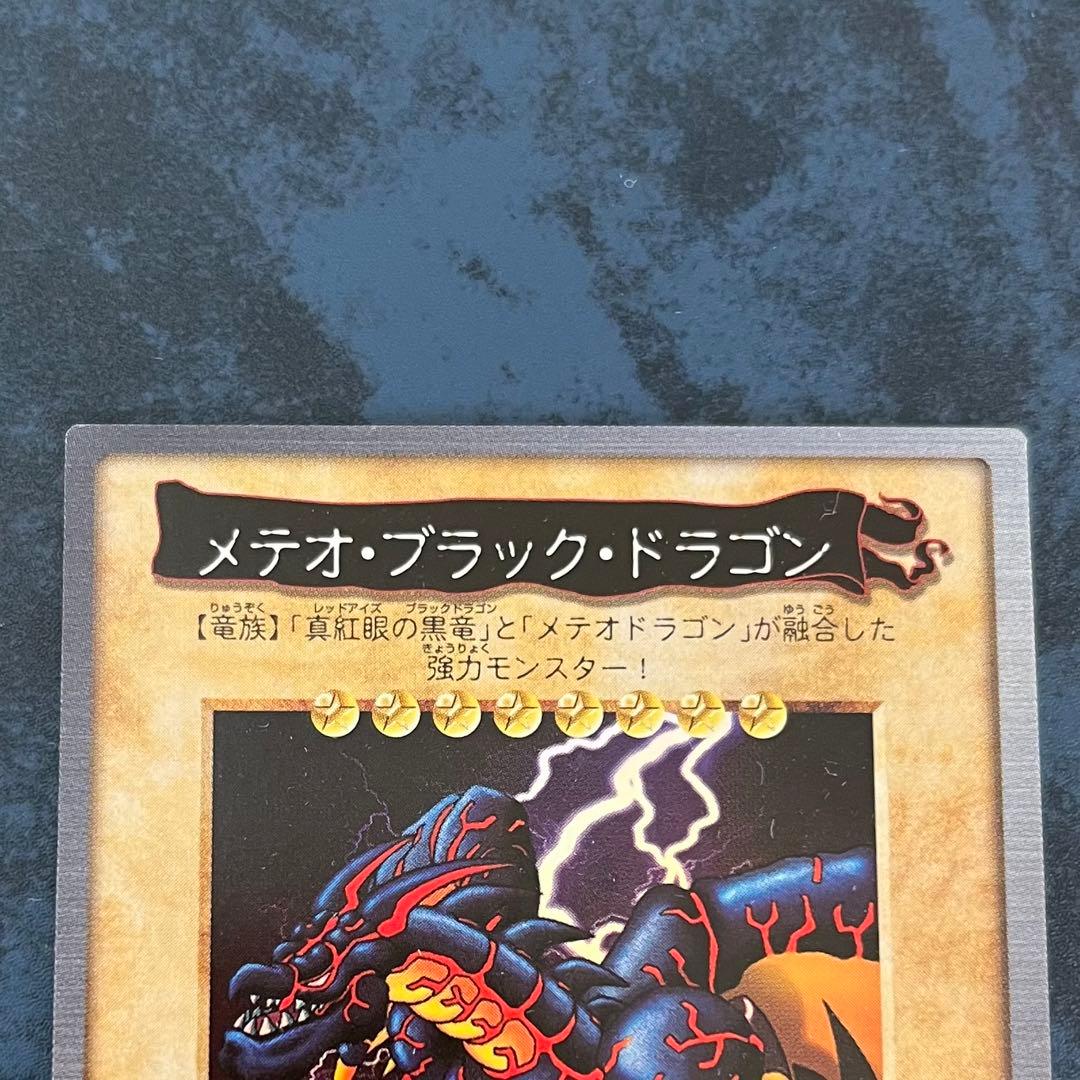 メテオ・ブラック・ドラゴン
りゅうぞく レッドアイズ ブラックドラゴン ゆう ごう
【竜族】「真紅眼の黒竜」と「メテオドラゴン」が融合した
きょうりょく
強力モンスター！